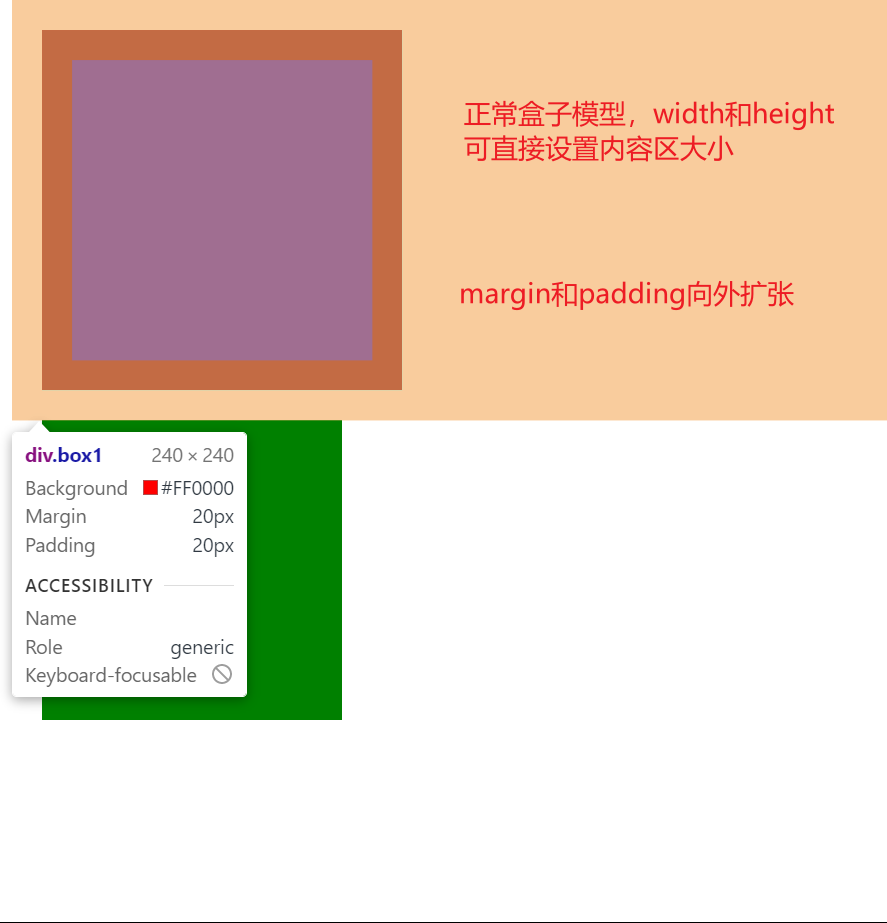 正常盒子模型，width和height
可直接设置内容区大小
margin和padding向外扩张
div.box1 240 × 240
Background #FF0000
Margin 20px
Padding 20px
ACCESSIBILITY
Name
Role generic
Keyboard-focusable